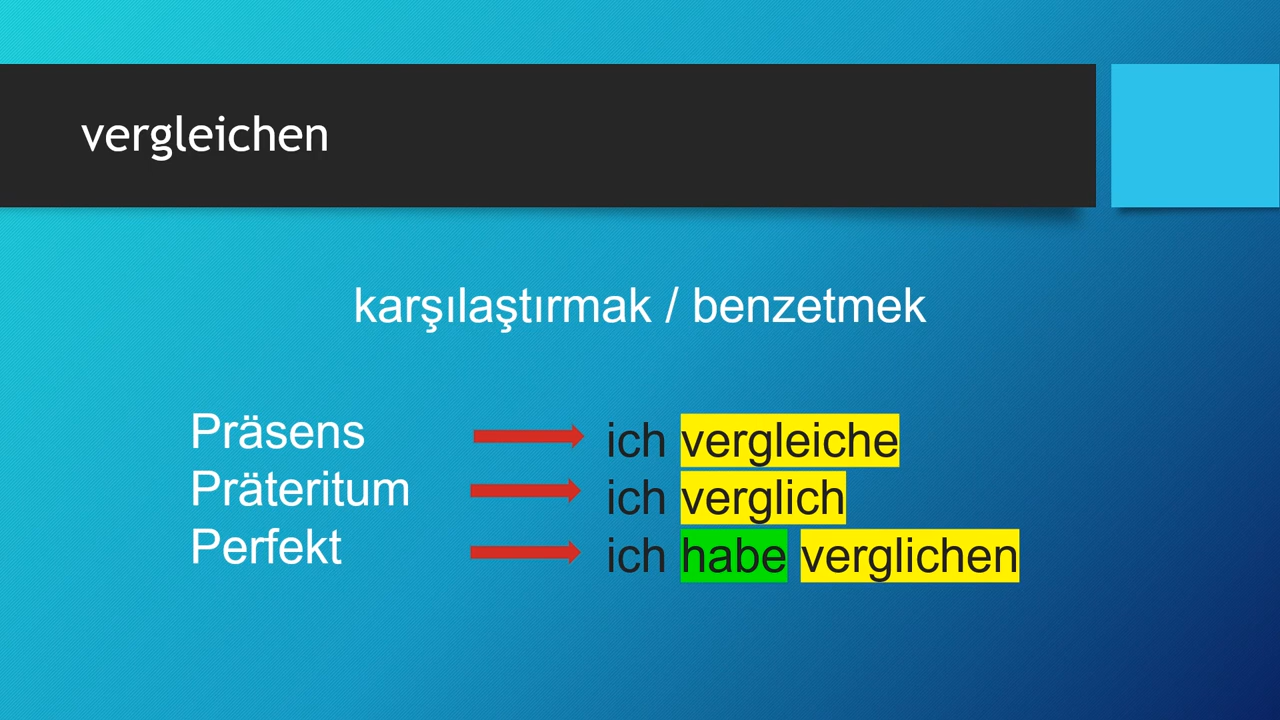 vergleichen
karşılaştırmak / benzetmek
Präsens ich vergleiche
Präteritum ich verglich
Perfekt ich habe verglichen